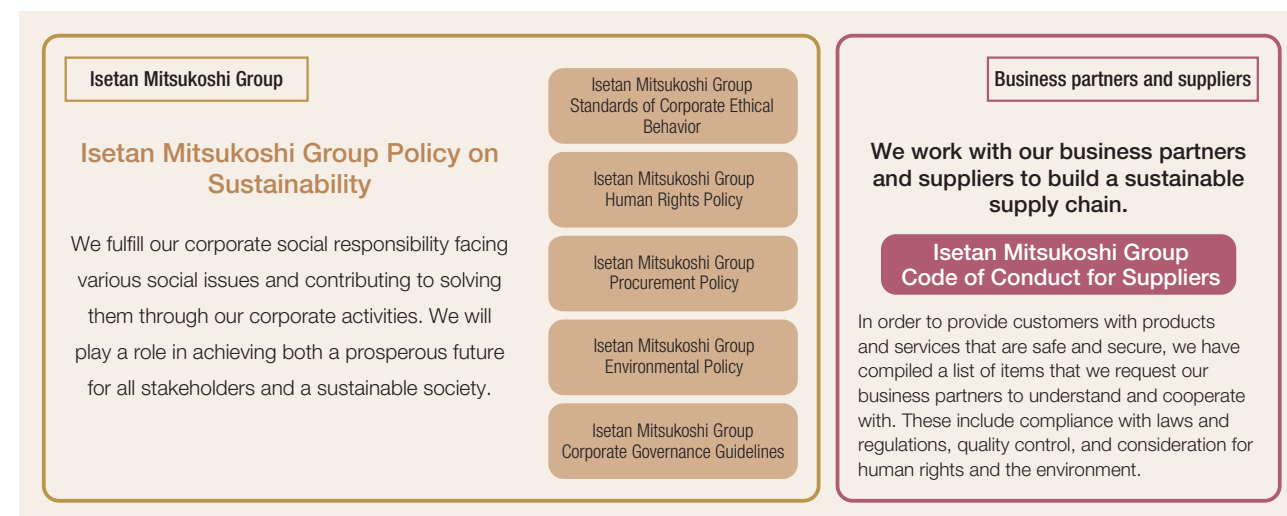 Isetan Mitsukoshi Group
Isetan Mitsukoshi Group Policy on
Sustainability
We fulfill our corporate social responsibility facing
various social issues and contributing to solving
them through our corporate activities. We will
play a role in achieving both a prosperous future
for all stakeholders and a sustainable society.
Isetan Mitsukoshi Group
Standards of Corporate Ethical
Behavior
Isetan Mitsukoshi Group
Human Rights Policy
Isetan Mitsukoshi Group
Procurement Policy
Isetan Mitsukoshi Group
Environmental Policy
Isetan Mitsukoshi Group
Corporate Governance Guidelines
Business partners and suppliers
We work with our business partners
and suppliers to build a sustainable
supply chain.
Isetan Mitsukoshi Group
Code of Conduct for Suppliers
In order to provide customers with products
and services that are safe and secure, we have
compiled a list of items that we request our
business partners to understand and cooperate
with. These include compliance with laws and
regulations, quality control, and consideration for
human rights and the environment.